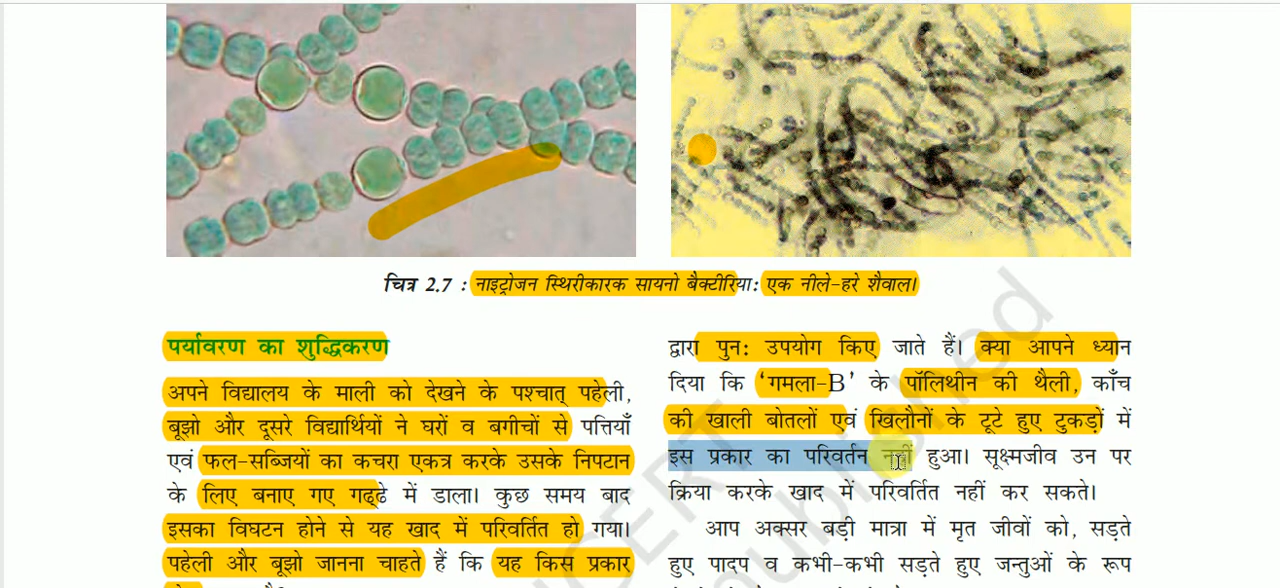 चित्र 2.7 : नाइट्रोजन स्थिरीकारक सायनो बैक्टीरिया: एक नीले-हरे शैवाल।
पर्यावरण का शुद्धिकरण
अपने विद्यालय के माली को देखने के पश्चात् पहेली,
बूझो और दूसरे विद्यार्थियों ने घरों व बगीचों से पत्तियाँ
एवं फल-सब्जियों का कचरा एकत्र करके उसके निपटान
के लिए बनाए गए गड्ढे में डाला। कुछ समय बाद
इसका विघटन होने से यह खाद में परिवर्तित हो गया।
पहेली और बूझो जानना चाहते हैं कि यह किस प्रकार
द्वारा पुन: उपयोग किए जाते हैं। क्या आपने ध्यान
दिया कि ‘गमला-B’ के पॉलिथीन की थैली, काँच
की खाली बोतलों एवं खिलौनों के टूटे हुए टुकड़ों में
इस प्रकार का परिवर्तन नहीं हुआ। सूक्ष्मजीव उन पर
क्रिया करके खाद में परिवर्तित नहीं कर सकते।
आप अक्सर बड़ी मात्रा में मृत जीवों को, सड़ते
हुए पादप व कभी-कभी सड़ते हुए जन्तुओं के रूप